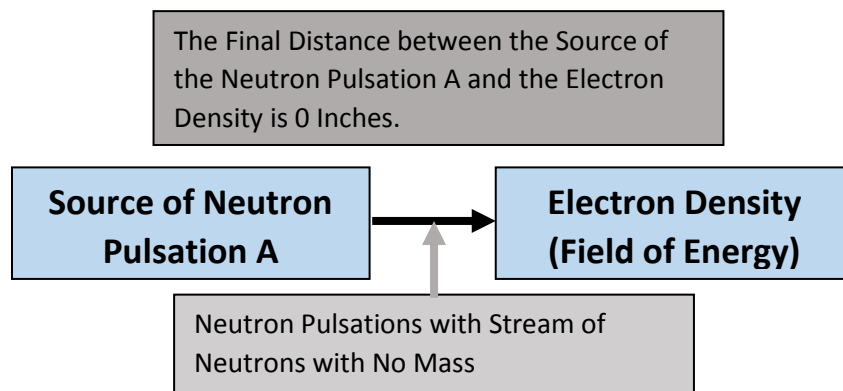 The Final Distance between the Source of
the Neutron Pulsation A and the Electron
Density is 0 Inches.
Source of Neutron
Pulsation A
Electron Density
(Field of Energy)
Neutron Pulsations with Stream of
Neutrons with No Mass